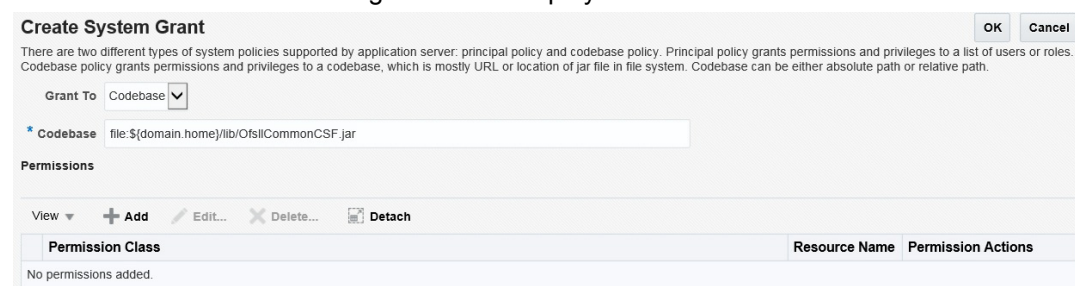 Create System Grant
OK Cancel
There are two different types of system policies supported by application server: principal policy and codebase policy. Principal policy grants permissions and privileges to a list of users or roles.
Codebase policy grants permissions and privileges to a codebase, which is mostly URL or location of jar file in file system. Codebase can be either absolute path or relative path.
Grant To Codebase
* Codebase file:${domain.home}/lib/OfsllCommonCSF.jar
Permissions
View Add Edit... Delete... Detach
Permission Class Resource Name Permission Actions
No permissions added.